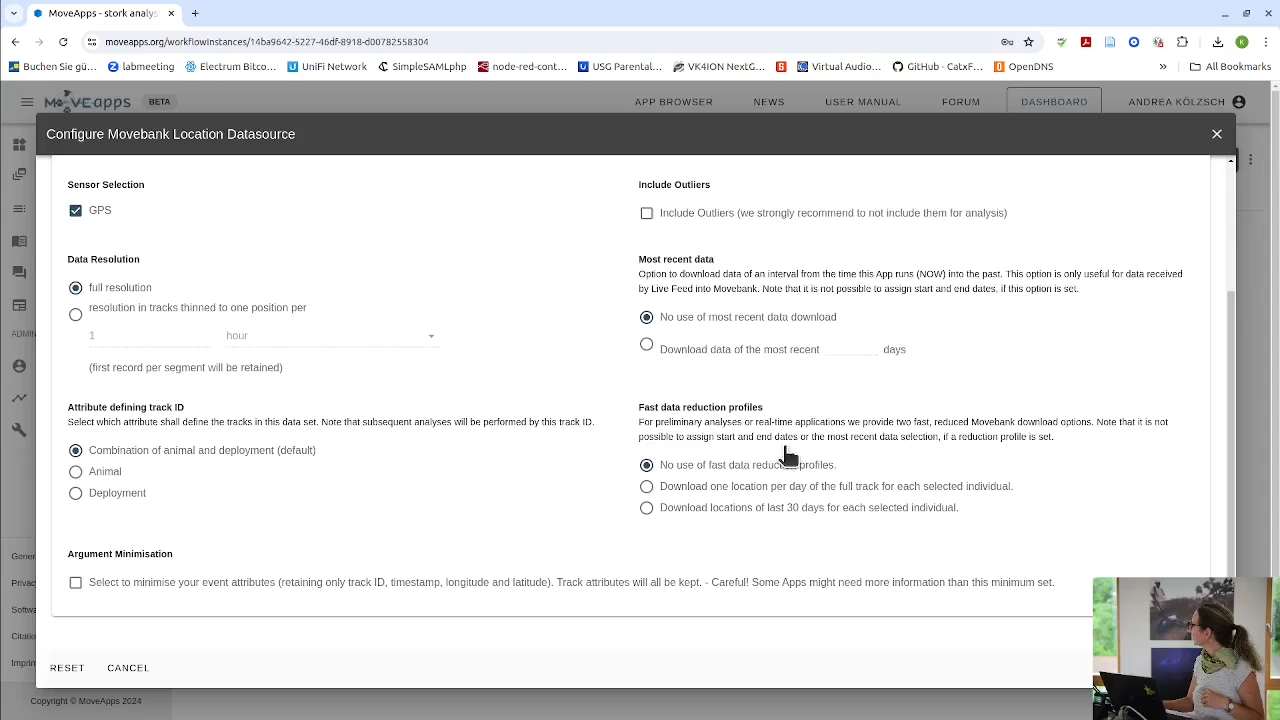 MoveApps - stork analys
moveapps.org/workflowInstances/14ba9642-5227-46df-8918-d00782558304
Buchen Sie gü...
labmeeting
Electrum Bitco...
UniFi Network
SimpleSAMLph...
node-red-cont...
USG Parental...
VK4ION NextG...
Virtual Audio...
GitHub - CatxF...
OpenDNS
»
All Bookmarks
MOVEapps
BETA
APP BROWSER
NEWS
USER MANUAL
FORUM
DASHBOARD
ANDREA KÖLZSCH
Configure Movebank Location Datasource
Sensor Selection
GPS
Include Outliers
Include Outliers (we strongly recommend to not include them for analysis)
Data Resolution
full resolution
resolution in tracks thinned to one position per
1 hour
(first record per segment will be retained)
Most recent data
Option to download data of an interval from the time this App runs (NOW) into the past. This option is only useful for data received
by Live Feed into Movebank. Note that it is not possible to assign start and end dates, if this option is set.
No use of most recent data download
Download data of the most recent days
Attribute defining track ID
Select which attribute shall define the tracks in this data set. Note that subsequent analyses will be performed by this track ID.
Combination of animal and deployment (default)
Animal
Deployment
Fast data reduction profiles
For preliminary analyses or real-time applications we provide two fast, reduced Movebank download options. Note that it is not
possible to assign start and end dates or the most recent data selection, if a reduction profile is set.
No use of fast data reduc profiles.
Download one location per day of the full track for each selected individual.
Download locations of last 30 days for each selected individual.
Argument Minimisation
Select to minimise your event attributes (retaining only track ID, timestamp, longitude and latitude). Track attributes will all be kept. - Careful! Some Apps might need more information than this minimum set.
RESET
CANCEL
ADMIN
Gener
Privac
Softwa
Citatio
Imprin
Copyright © MoveApps 2024